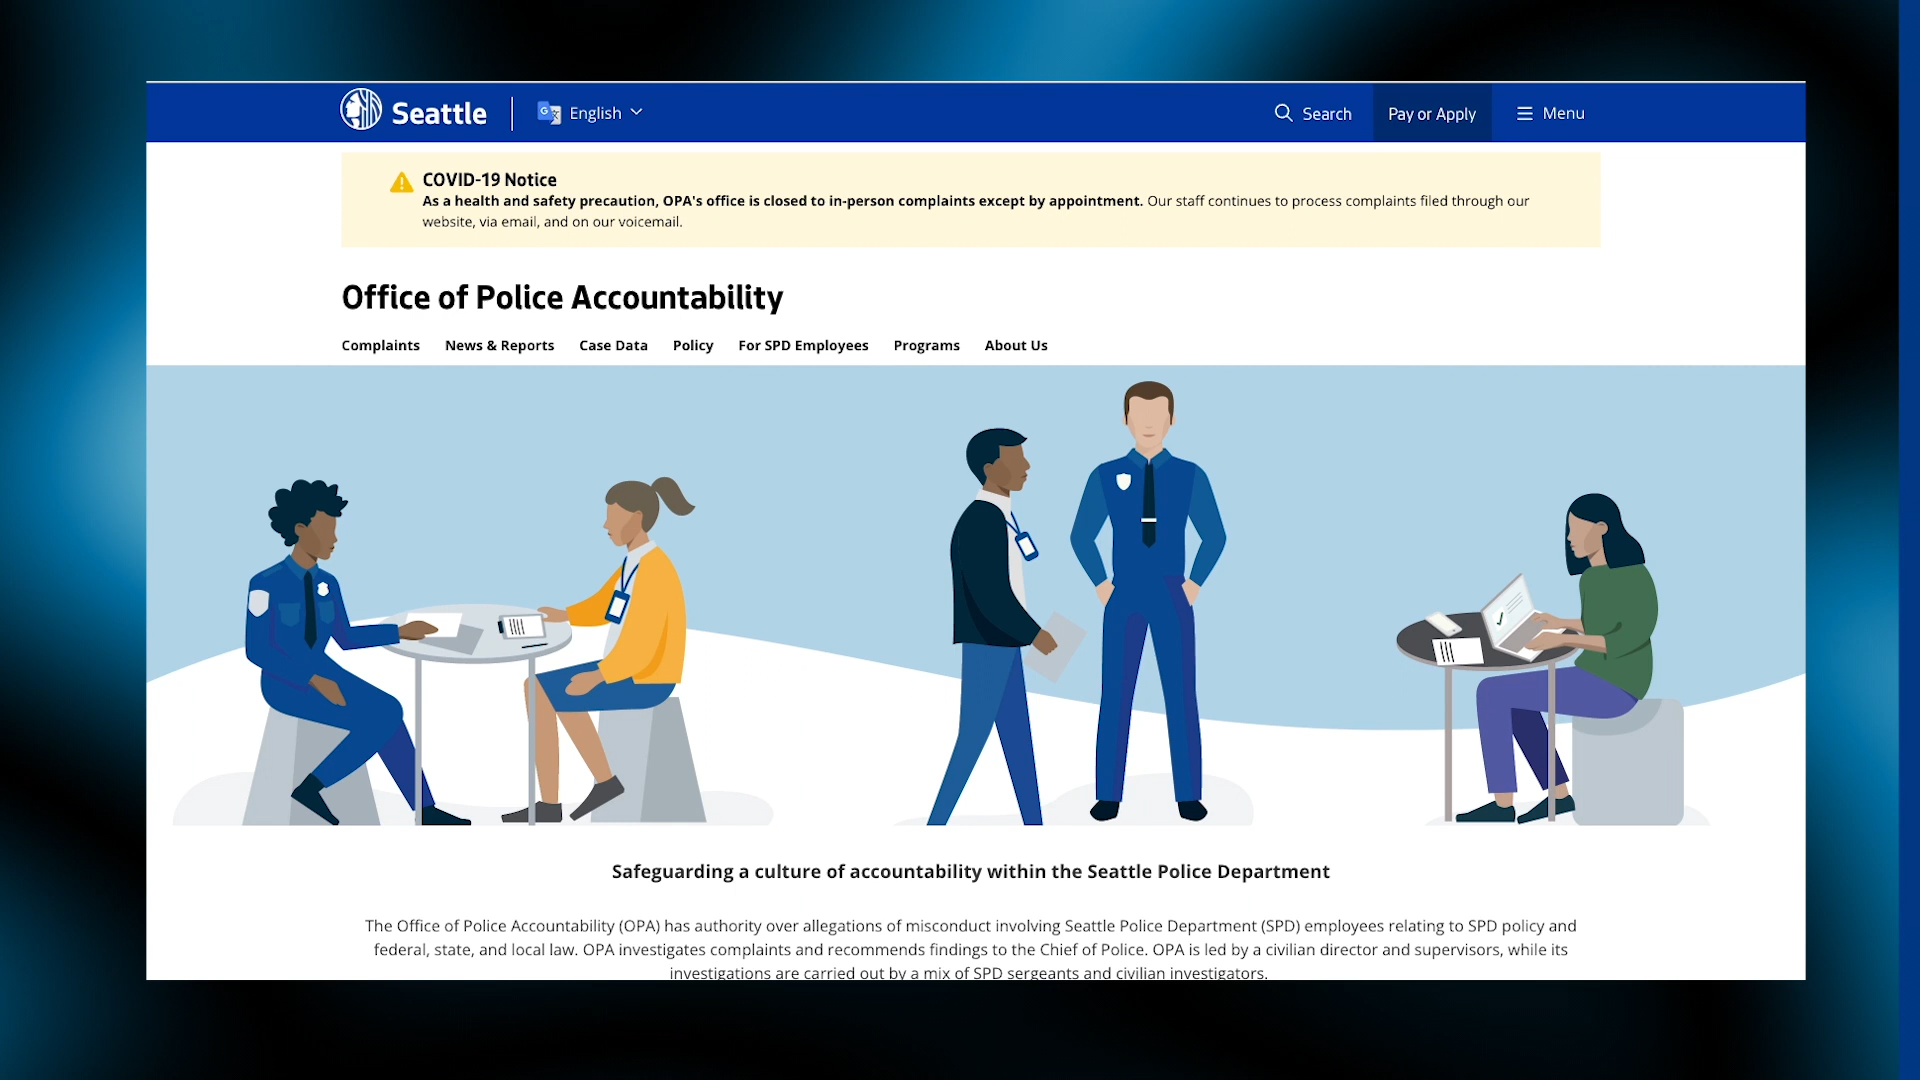 Seattle
English
Search
Pay or Apply
Menu
COVID-19 Notice
As a health and safety precaution, OPA's office is closed to in-person complaints except by appointment. Our staff continues to process complaints filed through our
website, via email, and on our voicemail.
Office of Police Accountability
Complaints News & Reports Case Data Policy For SPD Employees Programs About Us
Safeguarding a culture of accountability within the Seattle Police Department
The Office of Police Accountability (OPA) has authority over allegations of misconduct involving Seattle Police Department (SPD) employees relating to SPD policy and
federal, state, and local law. OPA investigates complaints and recommends findings to the Chief of Police. OPA is led by a civilian director and supervisors, while its
investigations are carried out by a mix of SPD sergeants and civilian investigators.